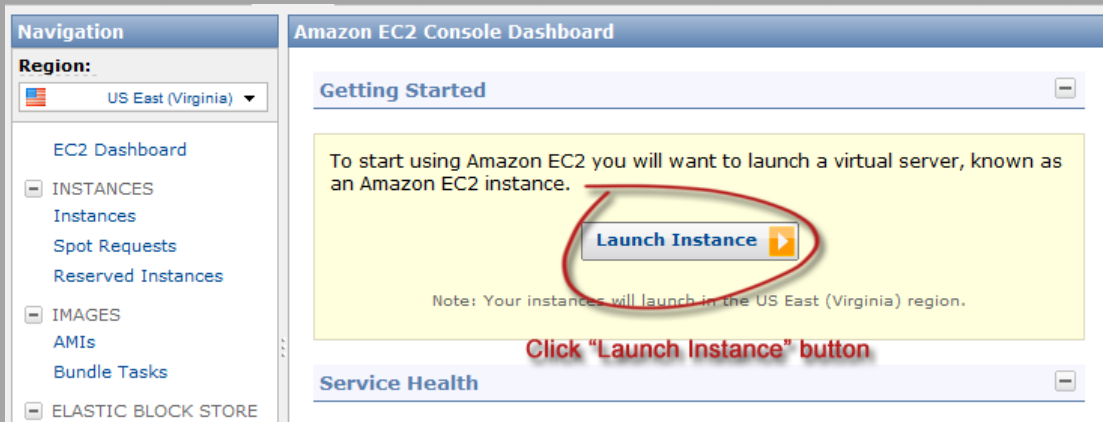 Navigation
Region:
US East (Virginia)
EC2 Dashboard
INSTANCES
Instances
Spot Requests
Reserved Instances
IMAGES
AMIs
Bundle Tasks
ELASTIC BLOCK STORE
Amazon EC2 Console Dashboard
Getting Started
To start using Amazon EC2 you will want to launch a virtual server, known as
an Amazon EC2 instance.
Launch Instance
Note: Your instances will launch in the US East (Virginia) region.
Click “Launch Instance” button
Service Health